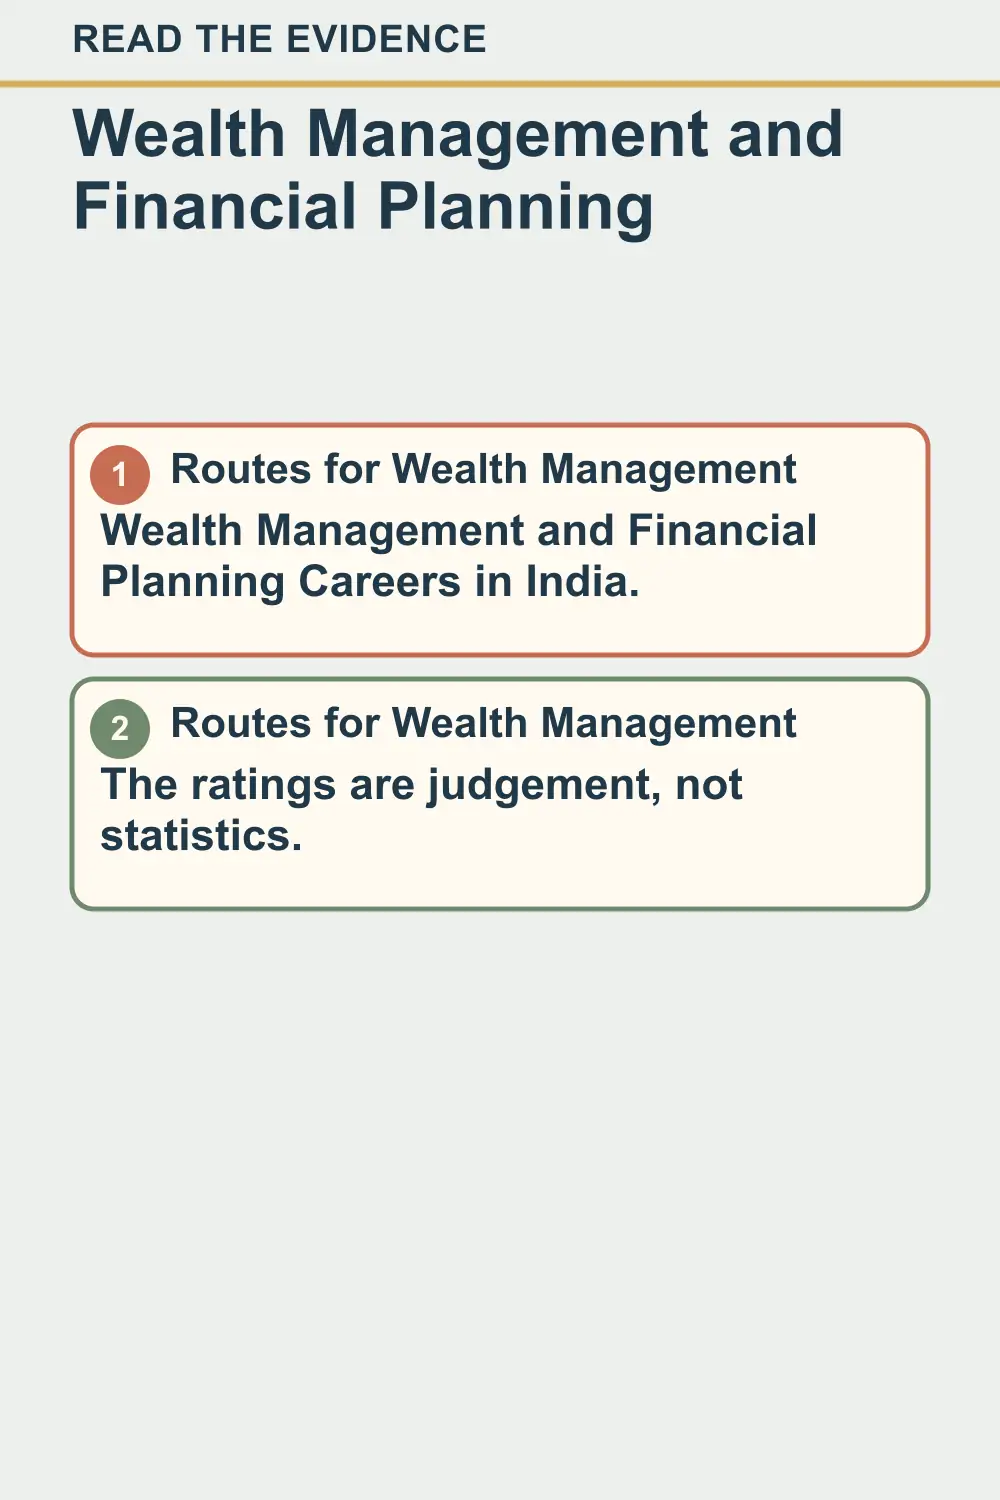 READ THE EVIDENCE
Wealth Management and
Financial Planning
1 Routes for Wealth Management
Wealth Management and Financial
Planning Careers in India.
2 Routes for Wealth Management
The ratings are judgement, not
statistics.